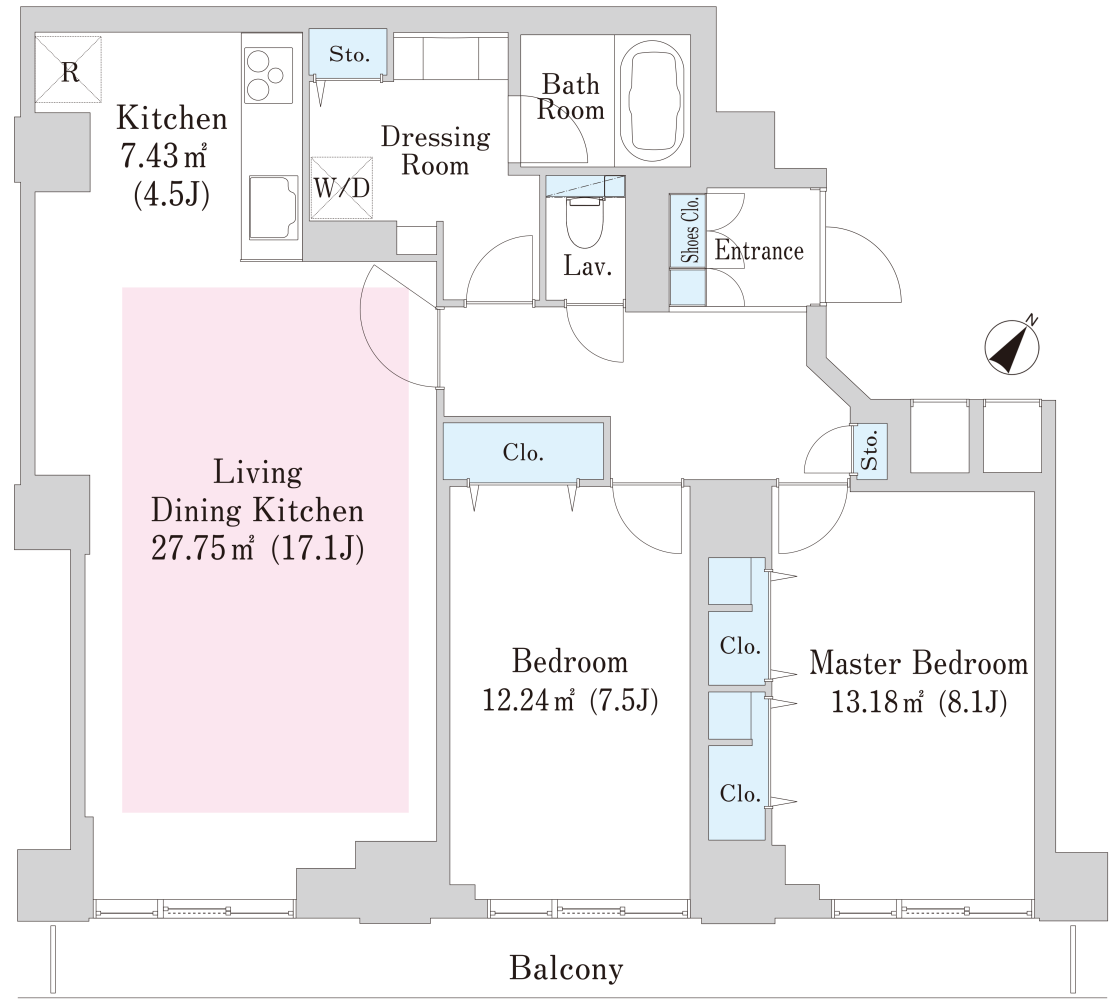 R
Kitchen
7.43㎡
(4.5J)
Sto.
Dressing
Room
W/D
Bath
Room
Lav.
Shoes Clo.
Entrance
N
Living
Dining Kitchen
27.75㎡ (17.1J)
Clo.
Sto.
Bedroom
12.24㎡ (7.5J)
Clo.
Clo.
Master Bedroom
13.18㎡ (8.1J)
Balcony